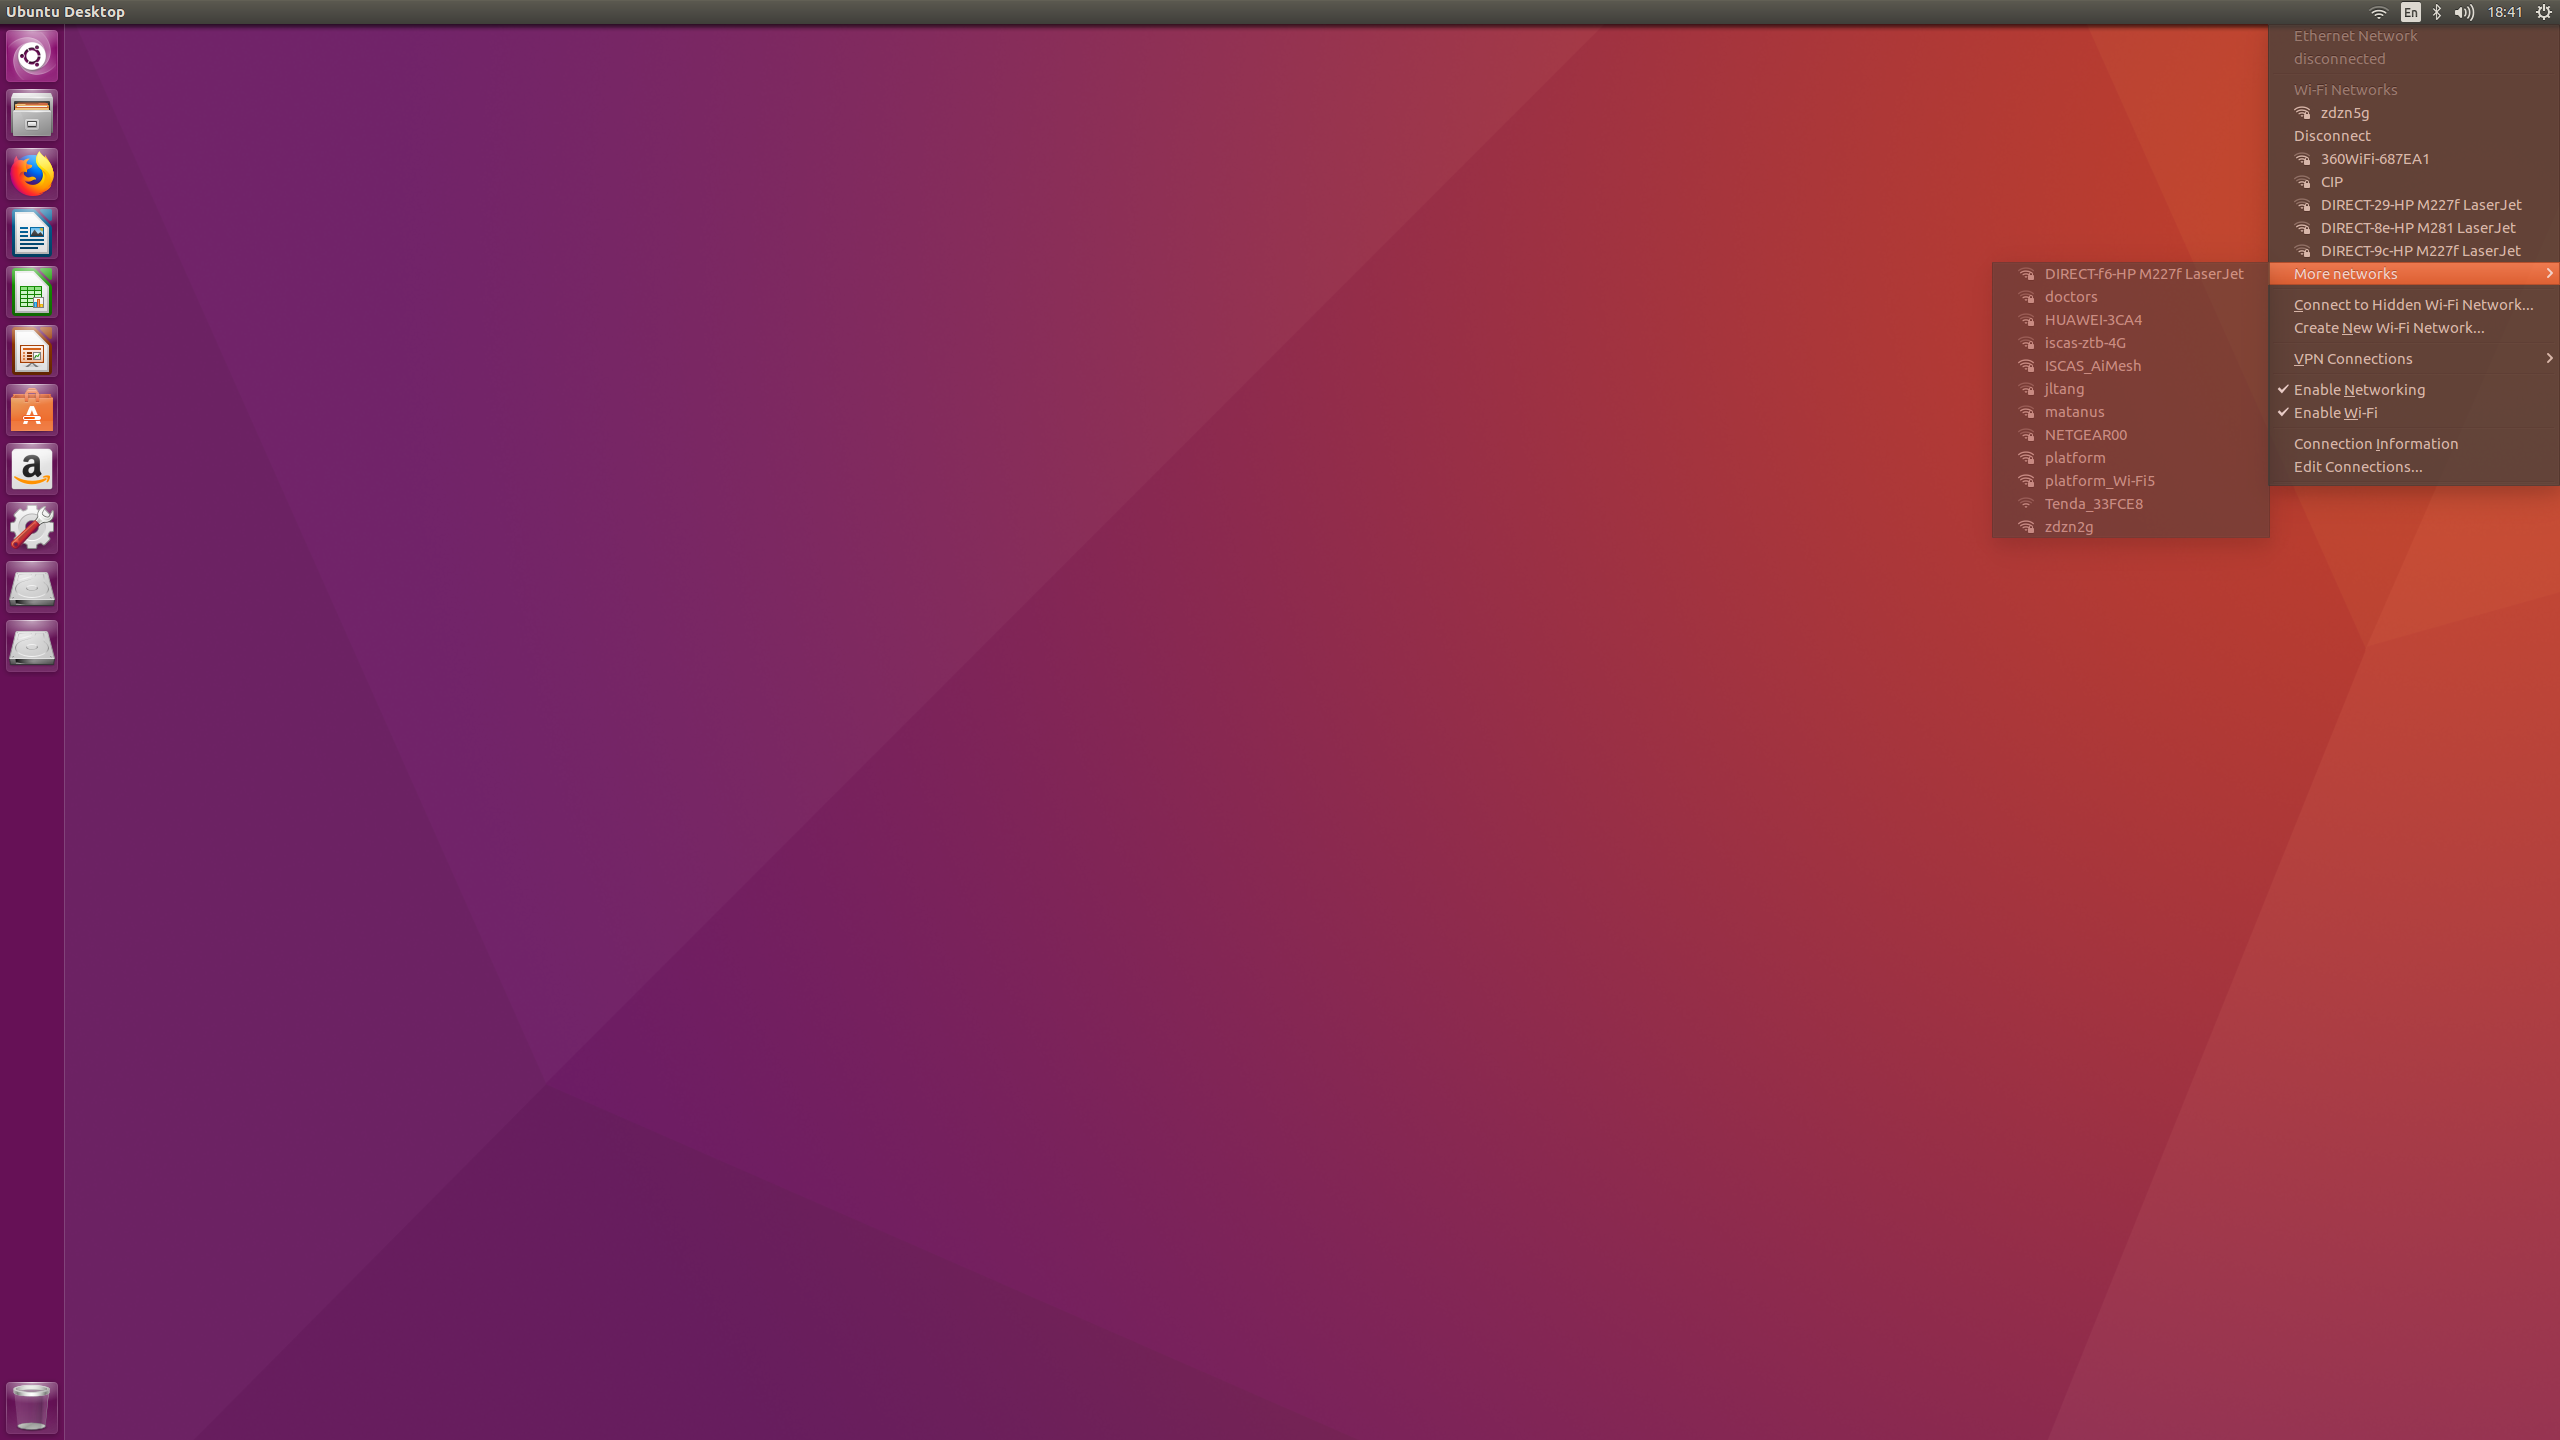 Ubuntu Desktop
En
18:41
Ethernet Network
disconnected
Wi-Fi Networks
zdzn5g
Disconnect
360WiFi-687EA1
CIP
DIRECT-29-HP M227f LaserJet
DIRECT-8e-HP M281 LaserJet
DIRECT-9c-HP M227f LaserJet
More networks
Connect to Hidden Wi-Fi Network...
Create New Wi-Fi Network...
VPN Connections
Enable Networking
Enable Wi-Fi
Connection Information
Edit Connections...
DIRECT-f6-HP M227f LaserJet
doctors
HUAWEI-3CA4
iscas-ztb-4G
ISCAS_AiMesh
jltang
matanus
NETGEAR00
platform
platform_Wi-Fi5
Tenda_33FCE8
zdzn2g